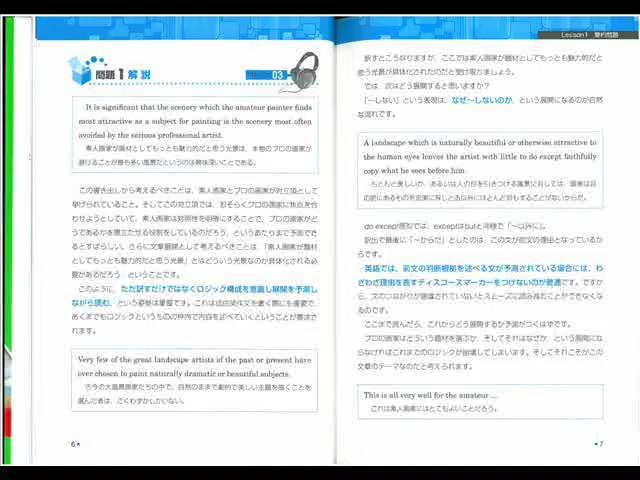 問題1 解説
03
It is significant that the scenery which the amateur painter finds
most attractive as a subject for painting is the scenery most often
avoided by the serious professional artist.
素人画家が画材としてもっとも魅力的だと思う光景は、本物のプロの画家が
避けることが最も多い風景だというのは興味深いことである。
この書き出しから考えるべきことは、素人画家とプロの画家が対立項として
挙げられていること。そしてこの対立項では、おそらくプロの画家に焦点を合
わせようとしていて、素人画家は対照性を明確にすることで、プロの画家がど
うであるかを際立たせる役割をしているのだろう、というあたりまで予測でき
るとすばらしい。さらに文章展開として考えるべきことは、「素人画家が題材
としてもっとも魅力的だと思う光景」とはどういう光景なのか具体化される必
要があるだろう ということです。
このように、ただ訳すだけではなくロジック構成を意識し展開を予測し
ながら読む、という姿勢は重要です。これは
あくまでもロジックというものの枠内で内容を述べていくということが要求さ
れます。
Very few of the great landscape artists of the past or present have
ever chosen to paint naturally dramatic or beautiful subjects.
古今の大風景画家たちの中で、自然のままで劇的で美しい主題を描くことを
選んだ者は、ごくわずかしかいない。
6
Lesson 1 要約問題
訳すとこうなりますが、ここでは素人画家が題材としてもっとも魅力的だと
思う光景が具体化されたのだと受け取りましょう。
では、次はどう展開すると思いますか?
「〜しない」という表現は、なぜ〜しないのか、という展開になるのが自然
な流れです。
A landscape which is naturally beautiful or otherwise attractive to
the human eyes leaves the artist with little to do except faithfully
copy what he sees before him.
もともと美しいか、あるいは人の目を引きつける風景に対しては、画家は目
の前にあるものを忠実に写しとる以外にほとんどすることがないからだ。
do except原形では、exceptはbutと同様で「〜以外に」。
訳出で最後に「〜からだ」としたのは、この文が前文の理由となっているか
らです。
英語では、前文の判断根拠を述べる文が予測されている場合には、わ
ざわざ理由を表すディスコースマーカーをつけないのが普通です。ですか
ら、文のつながりが意識されていないとスムーズに読み進むことができなくな
るのです。
ここまで読んだら、これからどう展開するか予測がつくはずです。
プロの画家はどういう題材を選ぶか、そしてそれはなぜか、という展開にな
らなければこれまでのロジックが崩壊してしまいます。そしてそれこそがこの
文章のテーマなのだと考えられます。
This is all very well for the amateur ...
これは素人画家にはとてもよいことだろう。
7